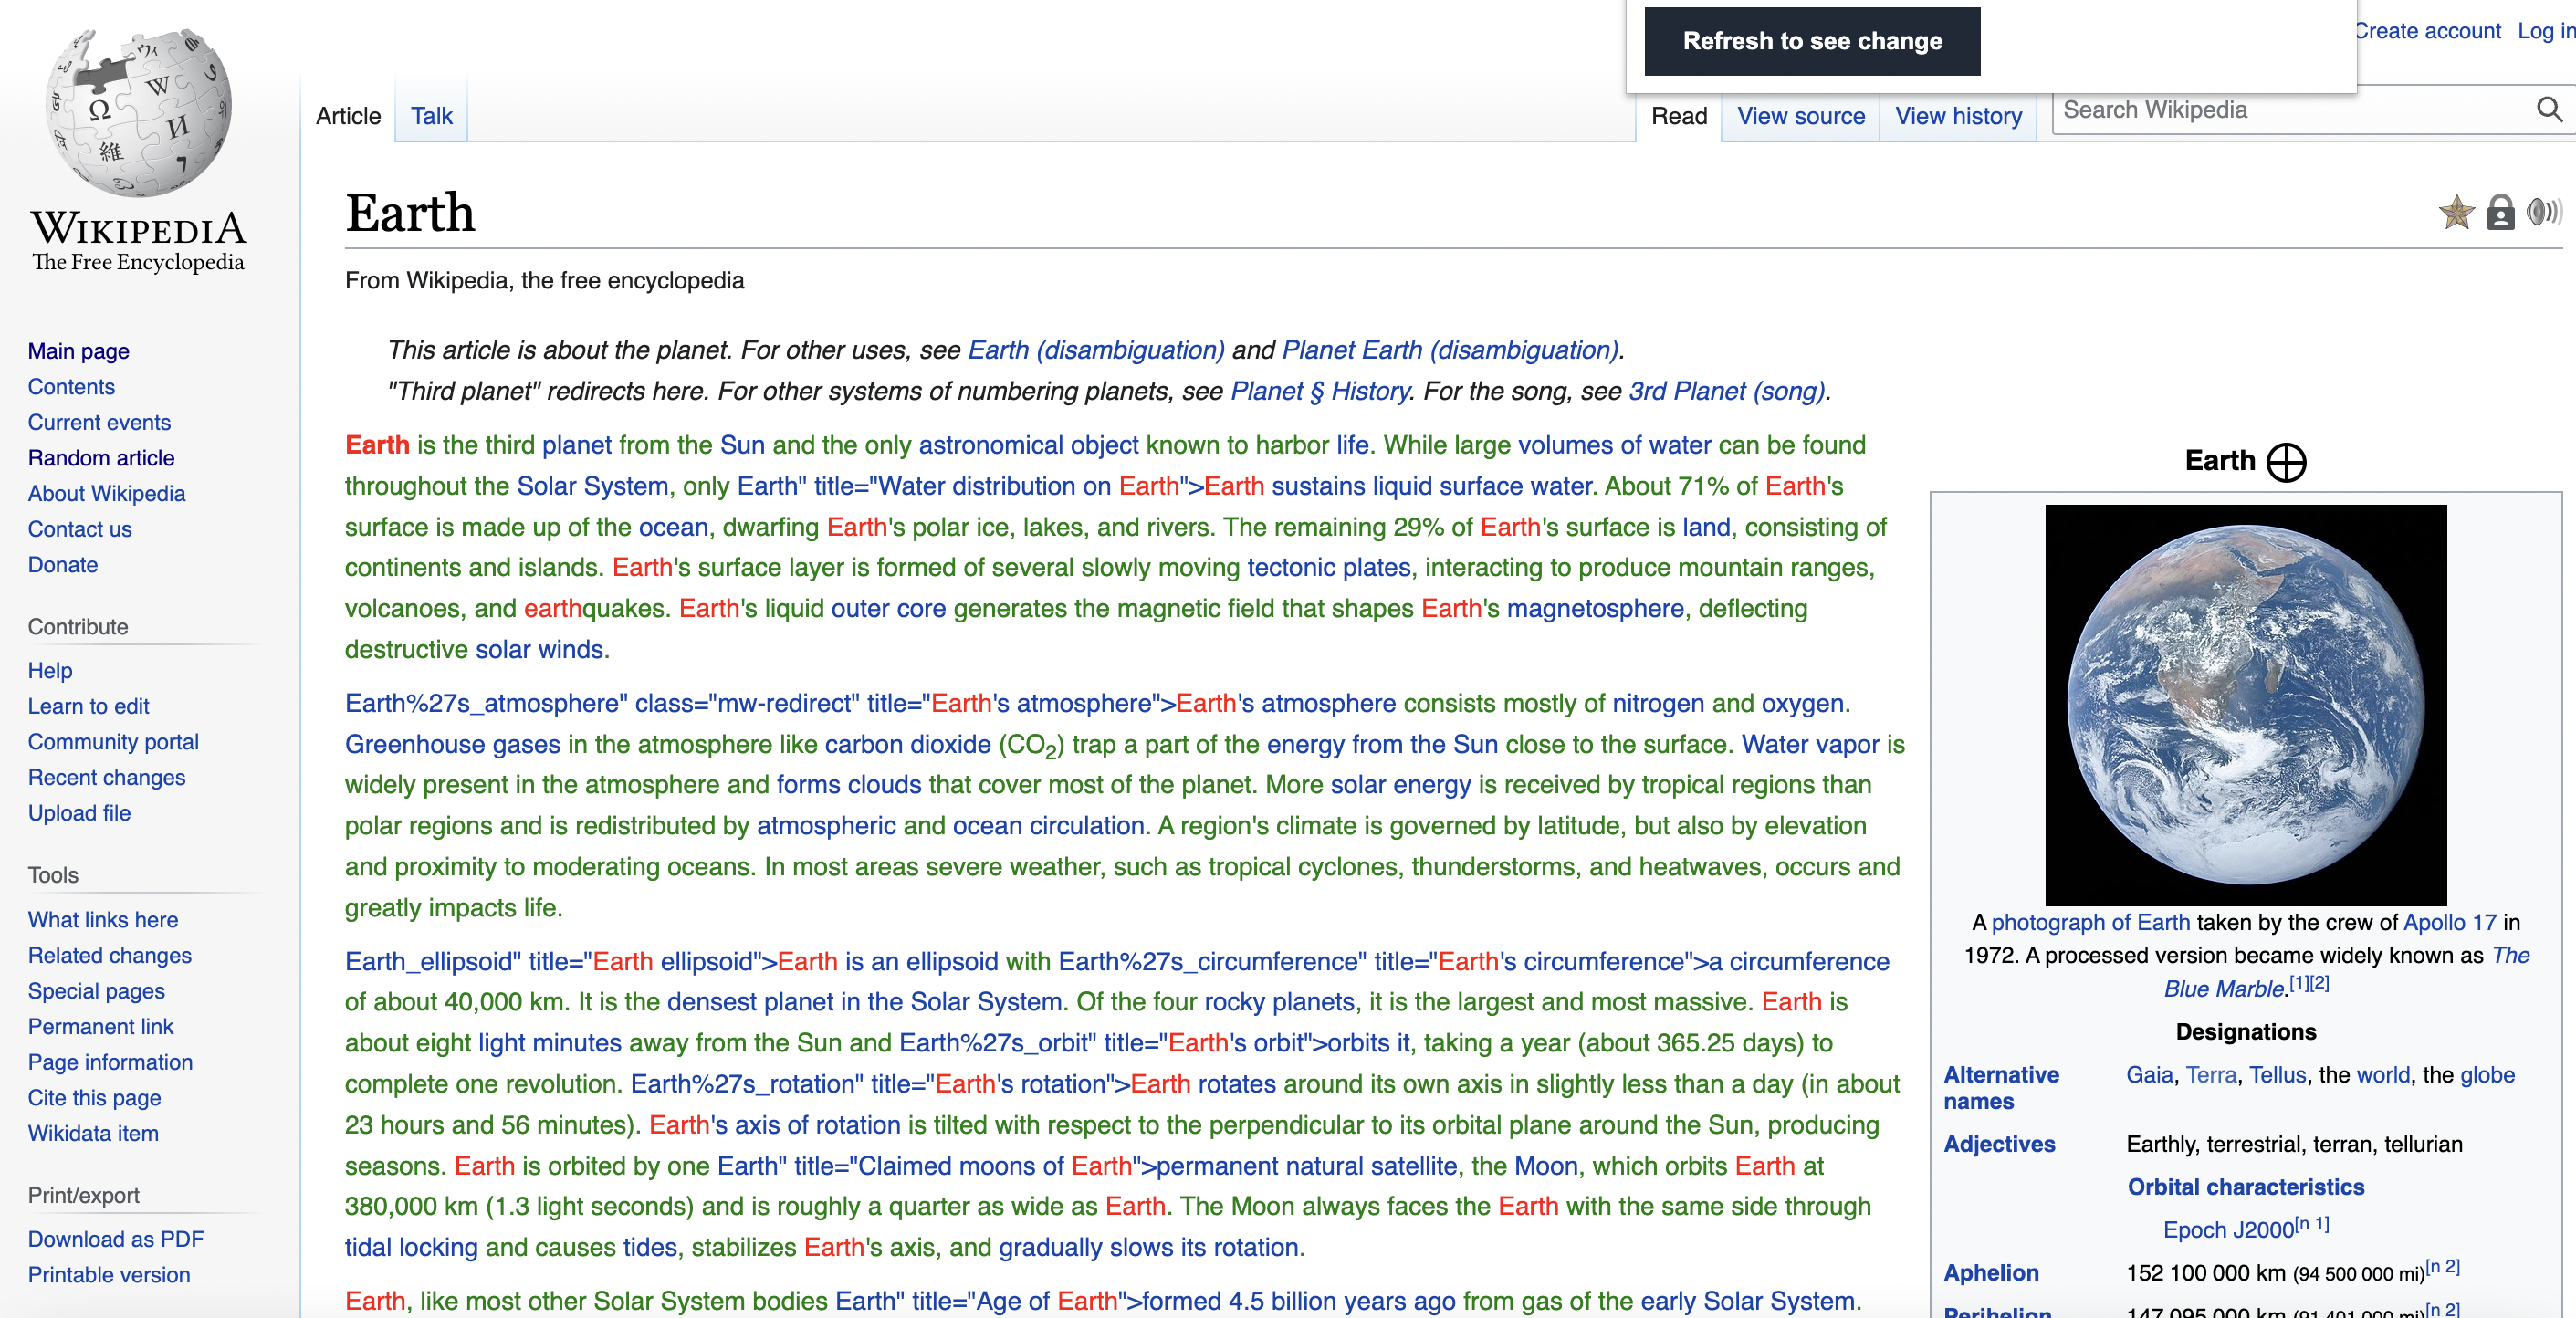 Refresh to see change
Create account Log in
Article Talk
Read View source View history Search Wikipedia
WIKIPEDIA
The Free Encyclopedia
Main page
Contents
Current events
Random article
About Wikipedia
Contact us
Donate
Contribute
Help
Learn to edit
Community portal
Recent changes
Upload file
Tools
What links here
Related changes
Special pages
Permanent link
Page information
Cite this page
Wikidata item
Print/export
Download as PDF
Printable version
Earth
From Wikipedia, the free encyclopedia
This article is about the planet. For other uses, see Earth (disambiguation) and Planet Earth (disambiguation).
"Third planet" redirects here. For other systems of numbering planets, see Planet § History. For the song, see 3rd Planet (song).
Earth is the third planet from the Sun and the only astronomical object known to harbor life. While large volumes of water can be found
throughout the Solar System, only Earth" title="Water distribution on Earth">Earth sustains liquid surface water. About 71% of Earth's
surface is made up of the ocean, dwarfing Earth's polar ice, lakes, and rivers. The remaining 29% of Earth's surface is land, consisting of
continents and islands. Earth's surface layer is formed of several slowly moving tectonic plates, interacting to produce mountain ranges,
volcanoes, and earthquakes. Earth's liquid outer core generates the magnetic field that shapes Earth's magnetosphere, deflecting
destructive solar winds.
Earth%27s_atmosphere" class="mw-redirect" title="Earth's atmosphere">Earth's atmosphere consists mostly of nitrogen and oxygen.
Greenhouse gases in the atmosphere like carbon dioxide (CO2) trap a part of the energy from the Sun close to the surface. Water vapor is
widely present in the atmosphere and forms clouds that cover most of the planet. More solar energy is received by tropical regions than
polar regions and is redistributed by atmospheric and ocean circulation. A region's climate is governed by latitude, but also by elevation
and proximity to moderating oceans. In most areas severe weather, such as tropical cyclones, thunderstorms, and heatwaves, occurs and
greatly impacts life.
Earth_ellipsoid" title="Earth ellipsoid">Earth is an ellipsoid with Earth%27s_circumference" title="Earth's circumference">a circumference
of about 40,000 km. It is the densest planet in the Solar System. Of the four rocky planets, it is the largest and most massive. Earth is
about eight light minutes away from the Sun and Earth%27s_orbit" title="Earth's orbit">orbits it, taking a year (about 365.25 days) to
complete one revolution. Earth%27s_rotation" title="Earth's rotation">Earth rotates around its own axis in slightly less than a day (in about
23 hours and 56 minutes). Earth's axis of rotation is tilted with respect to the perpendicular to its orbital plane around the Sun, producing
seasons. Earth is orbited by one Earth" title="Claimed moons of Earth">permanent natural satellite, the Moon, which orbits Earth at
380,000 km (1.3 light seconds) and is roughly a quarter as wide as Earth. The Moon always faces the Earth with the same side through
tidal locking and causes tides, stabilizes Earth's axis, and gradually slows its rotation.
Earth, like most other Solar System bodies Earth" title="Age of Earth">formed 4.5 billion years ago from gas of the early Solar System.
Earth
A photograph of Earth taken by the crew of Apollo 17 in
1972. A processed version became widely known as The
Blue Marble.[1][2]
Designations
Alternative names Gaia, Terra, Tellus, the world, the globe
Adjectives Earthly, terrestrial, terran, tellurian
Orbital characteristics
Epoch J2000[n 1]
Aphelion 152 100 000 km (94 500 000 mi)[n 2]
Perihelion 147 095 000 km (91 401 000 mi)[n 2]